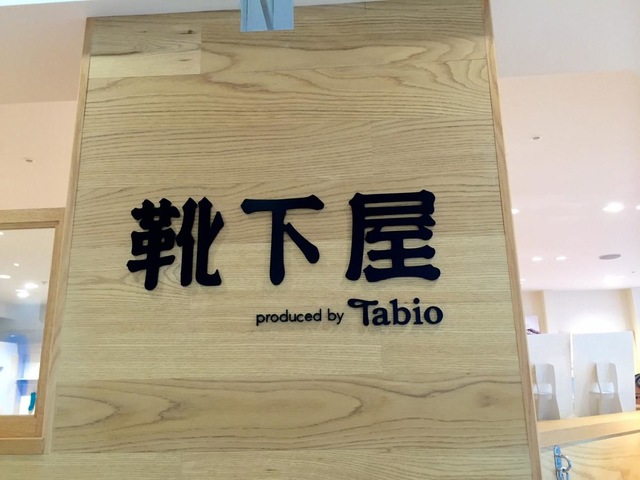 靴下屋
produced by Tabio